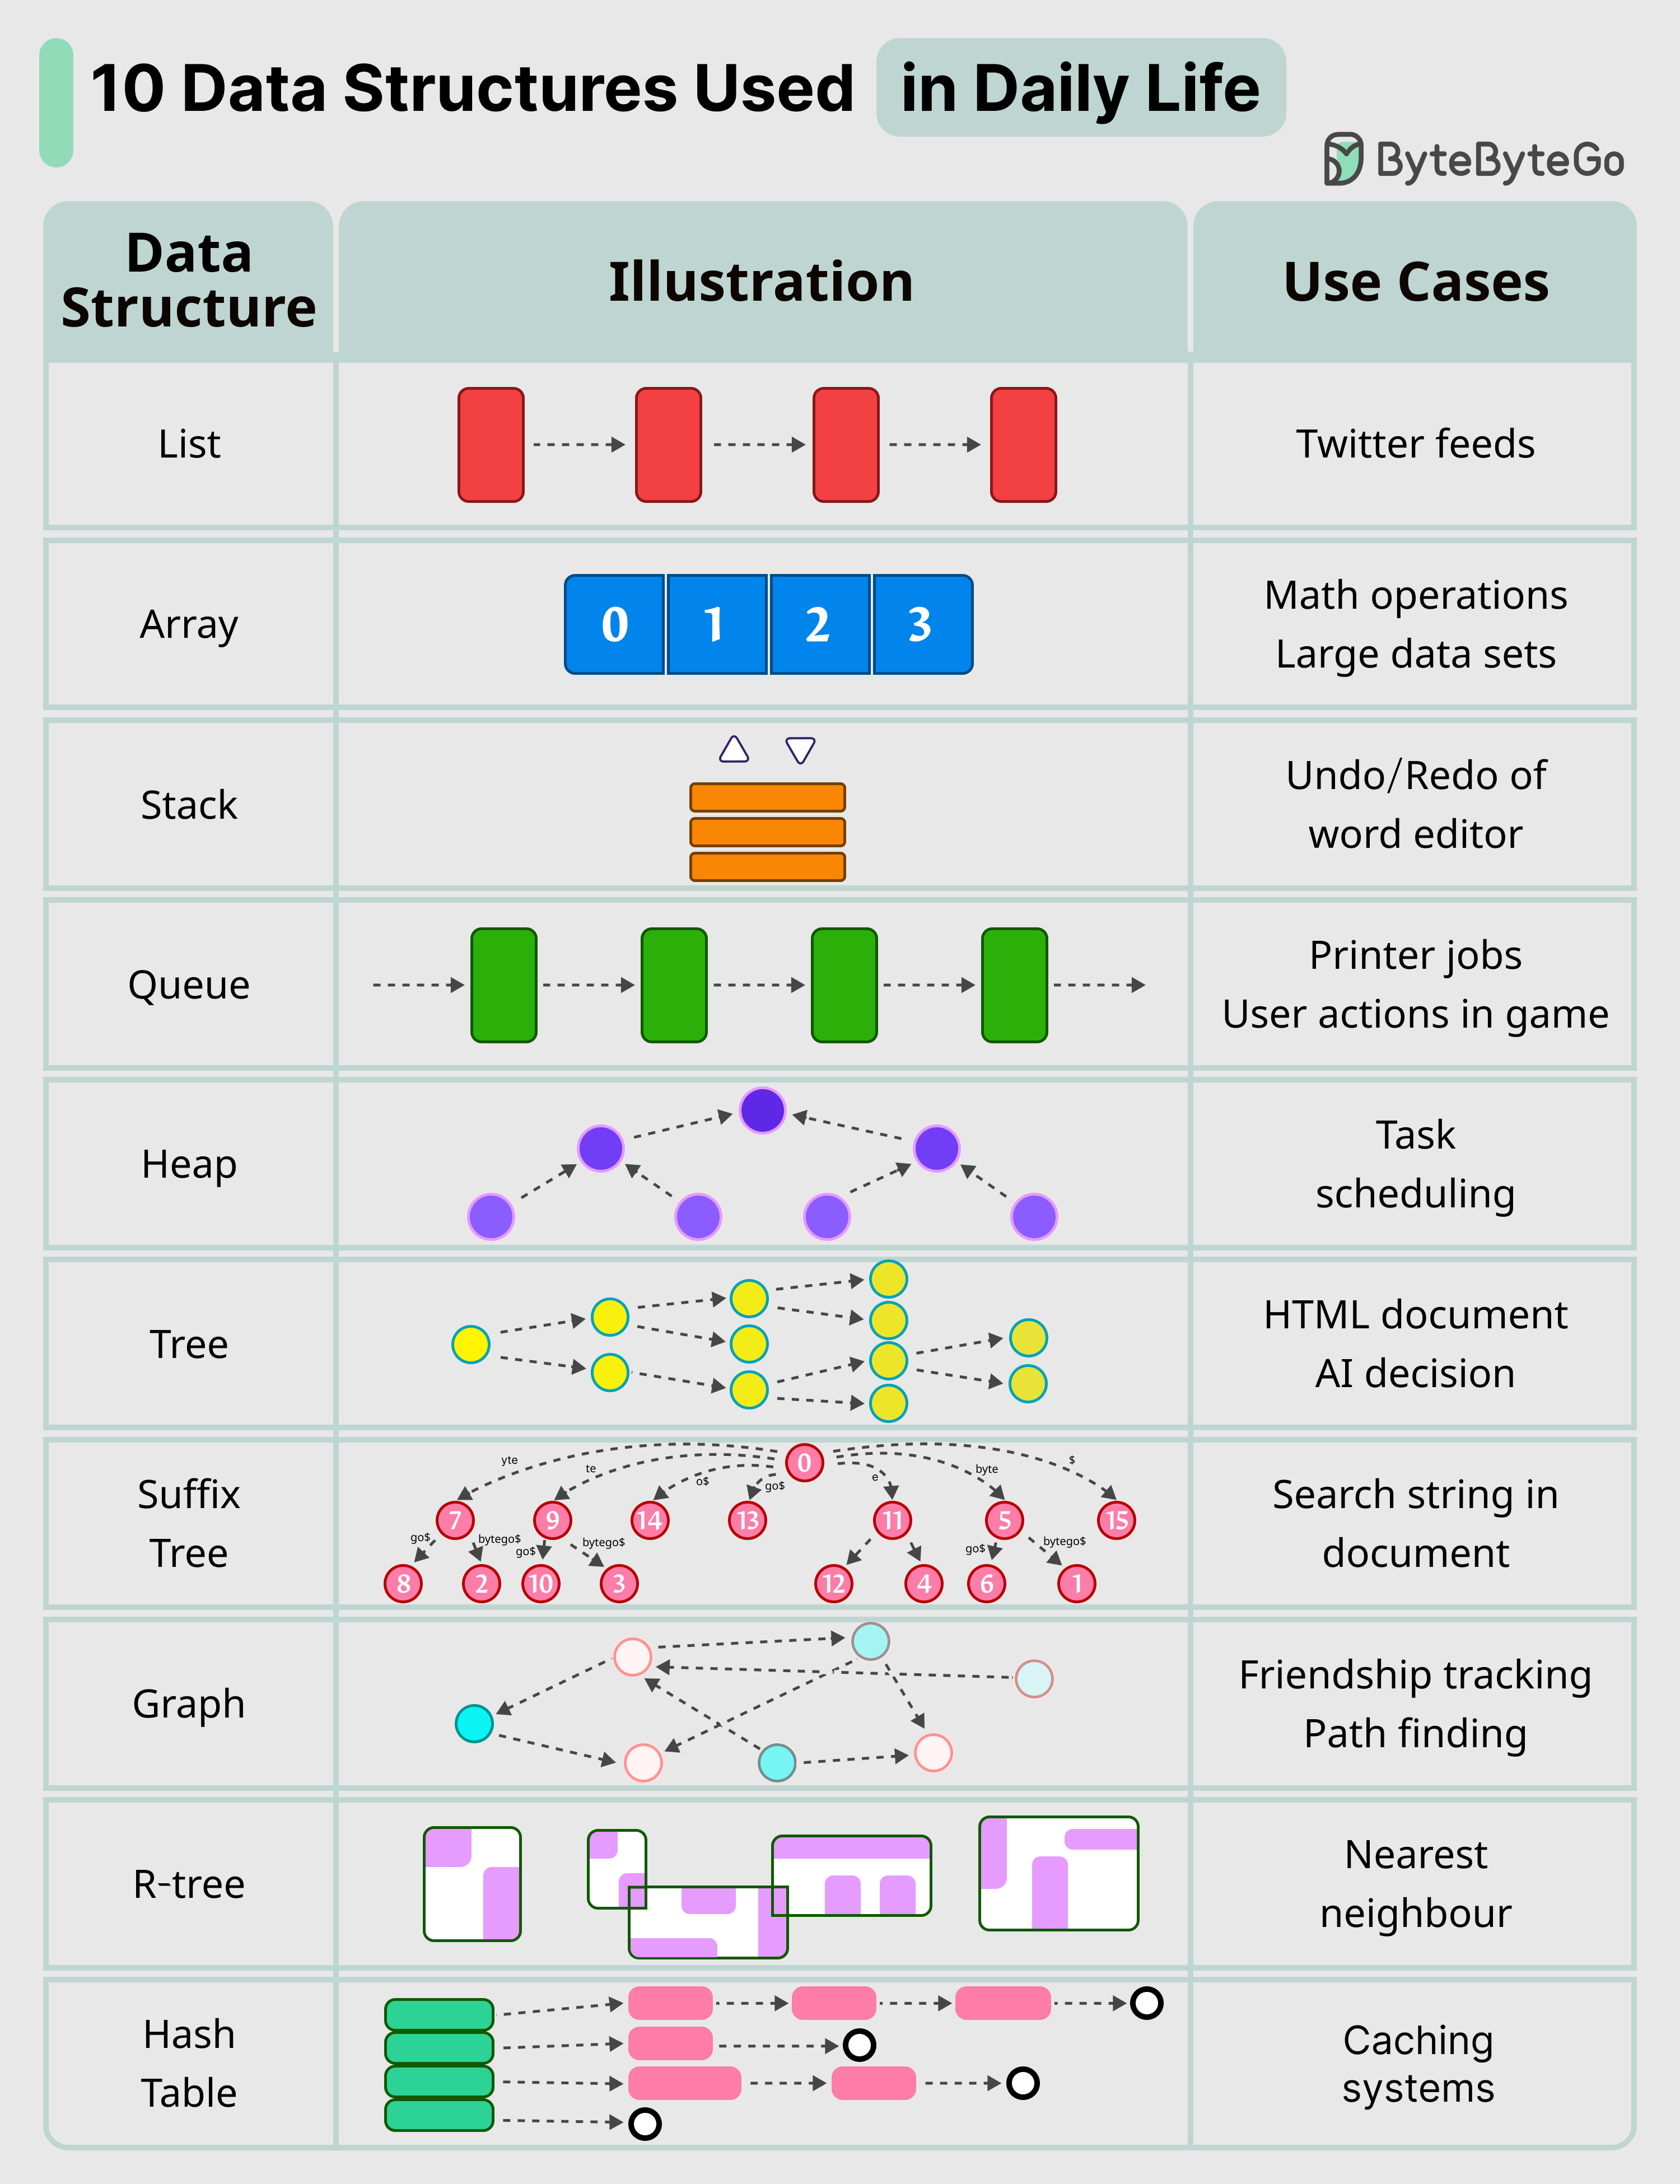 10 Data Structures Used in Daily Life
ByteByteGo
Data
Structure
Illustration
Use Cases
List
Twitter feeds
Array
0 1 2 3
Math operations
Large data sets
Stack
Undo/Redo of
word editor
Queue
Printer jobs
User actions in game
Heap
Task
scheduling
Tree
HTML document
AI decision
Suffix
Tree
0
yte te o$ go$ e byte $
7 9 14 13 11 5 15
go$ bytego$ go$ bytego$ go$ bytego$
8 2 10 3 12 4 6 1
Search string in
document
Graph
Friendship tracking
Path finding
R-tree
Nearest
neighbour
Hash
Table
Caching
systems